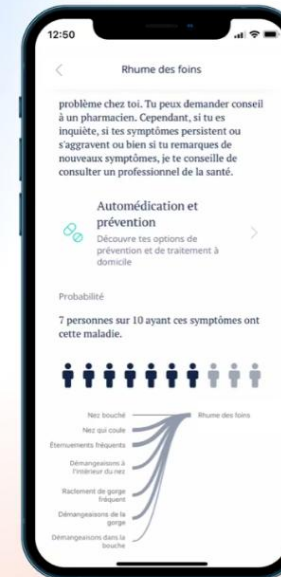 12:50
Rhume des foins
problème chez toi. Tu peux demander conseil
à un pharmacien. Cependant, si tu es
inquiète, si tes symptômes persistent ou
s'aggravent ou bien si tu remarques de
nouveaux symptômes, je te conseille de
consulter un professionnel de la santé.
Automédication et
prévention
Découvre tes options de
prévention et de traitement à
domicile
Probabilité
7 personnes sur 10 ayant ces symptômes ont
cette maladie.
Nez bouché
Rhume des foins
Nez qui coule
Éternuements fréquents
Démangeaisons à
l'intérieur du nez
Raclement de gorge
fréquent
Démangeaisons de la
gorge
Démangeaisons dans la
bouche